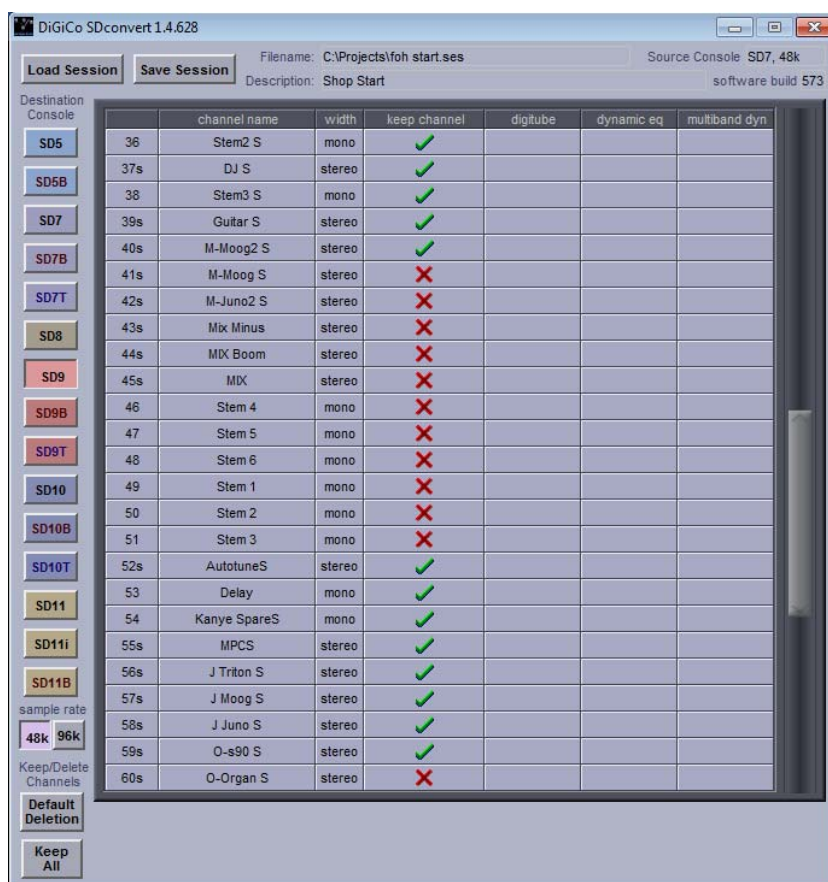 DiGiCo SDconvert 1.4.628
Load Session
Save Session
Filename: C:\Projects\foh start.ses
Source Console SD7, 48k
Description: Shop Start
software build 573
Destination
Console
SD5
SD5B
SD7
SD7B
SD7T
SD8
SD9
SD9B
SD9T
SD10
SD10B
SD10T
SD11
SD11i
SD11B
sample rate
48k 96k
Keep/Delete
Channels
Default
Deletion
Keep
All
channel name width keep channel digitube dynamic eq multiband dyn
36 Stem2 S mono
37s DJ S stereo
38 Stem3 S mono
39s Guitar S stereo
40s M-Moog2 S stereo
41s M-Moog S stereo
42s M-Juno2 S stereo
43s Mix Minus stereo
44s MIX Boom stereo
45s MIX stereo
46 Stem 4 mono
47 Stem 5 mono
48 Stem 6 mono
49 Stem 1 mono
50 Stem 2 mono
51 Stem 3 mono
52s AutotuneS stereo
53 Delay mono
54 Kanye SpareS mono
55s MPCS stereo
56s J Triton S stereo
57s J Moog S stereo
58s J Juno S stereo
59s O-s90 S stereo
60s O-Organ S stereo